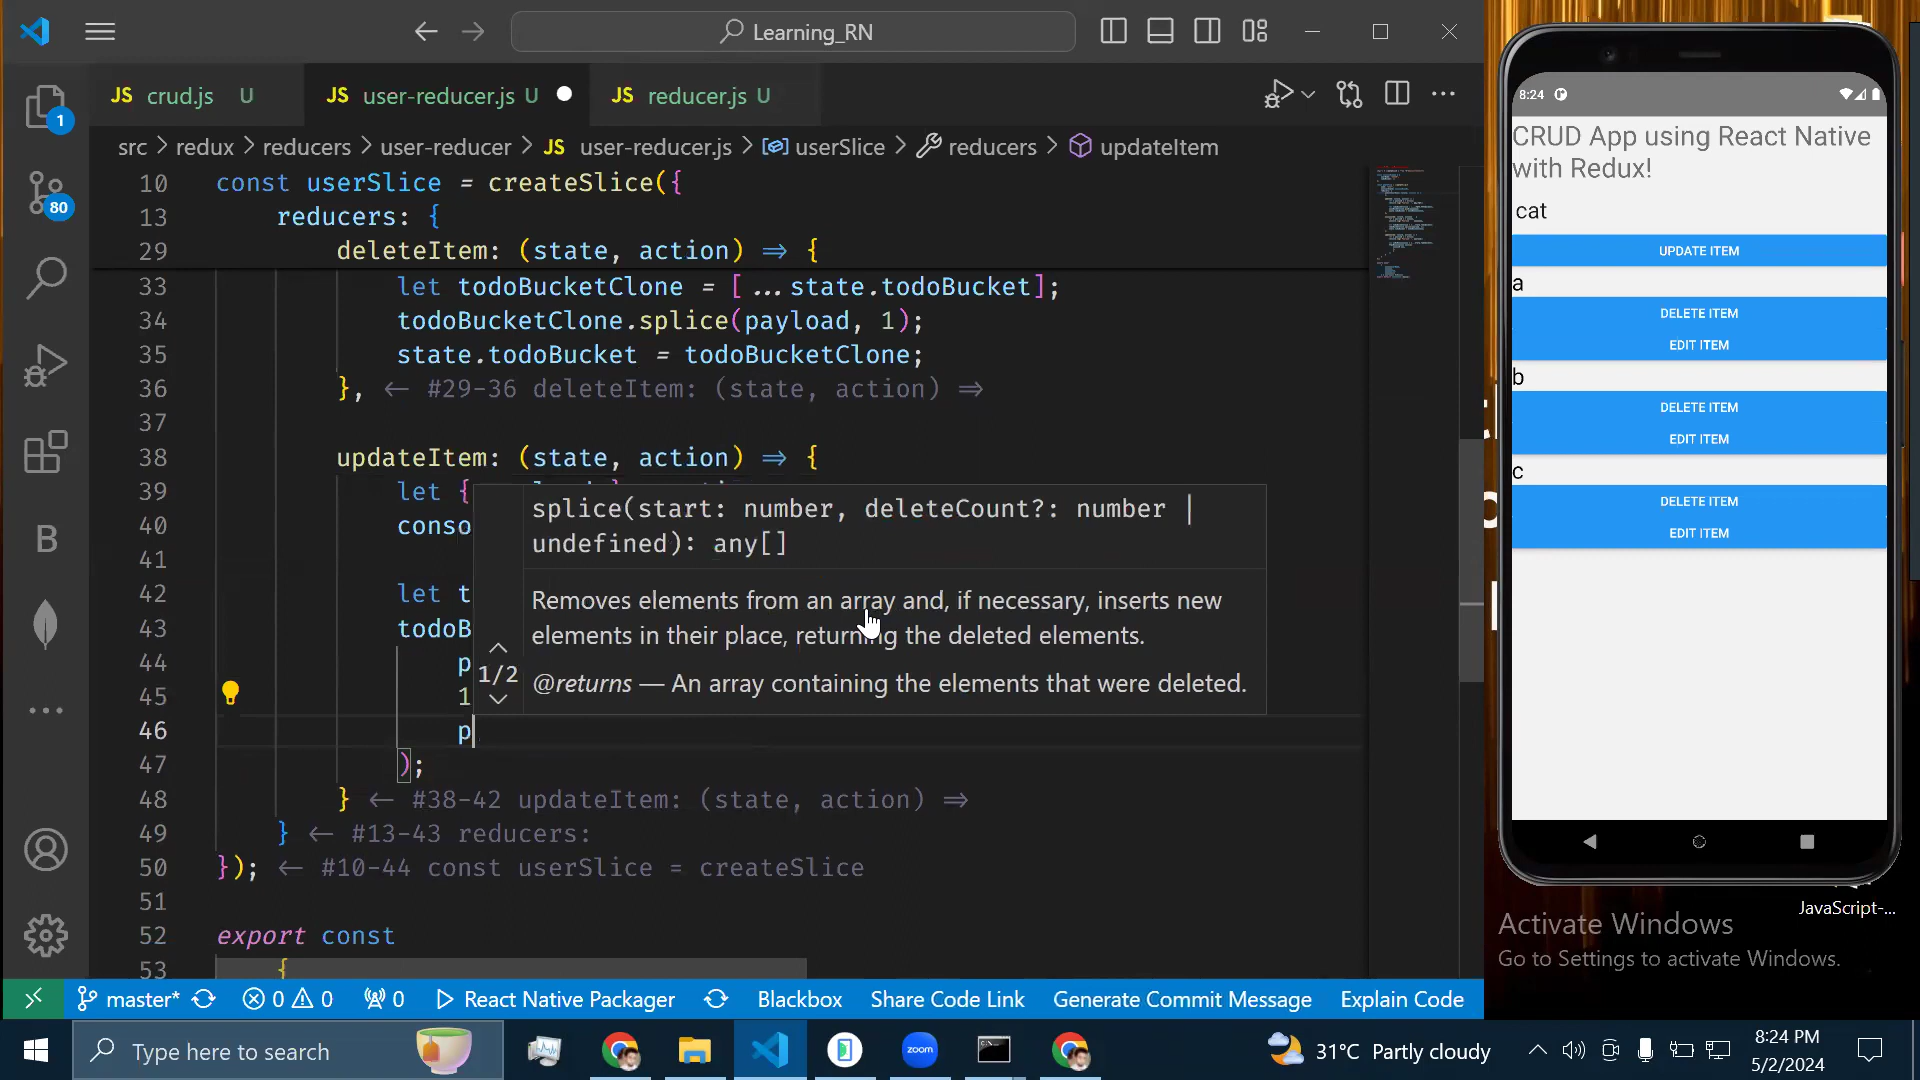 Learning_RN
JS crud.js U
JS user-reducer.js U
JS reducer.js U
src > redux > reducers > user-reducer > JS user-reducer.js > userSlice > reducers > updateItem
10 const userSlice = createSlice({
13 reducers: {
29 deleteItem: (state, action) => {
33 let todoBucketClone = [...state.todoBucket];
34 todoBucketClone.splice(payload, 1);
35 state.todoBucket = todoBucketClone;
36 }, <- #29-36 deleteItem: (state, action) =>
37
38 updateItem: (state, action) => {
39 let {
40 conso
41
42 let t
43 todoB
44 p
45 1
46 p
47 );
48 } <- #38-42 updateItem: (state, action) =>
49 } <- #13-43 reducers:
50 }); <- #10-44 const userSlice = createSlice
51
52 export const
53 {
splice(start: number, deleteCount?: number |
undefined): any[]
Removes elements from an array and, if necessary, inserts new
elements in their place, returning the deleted elements.
1/2
@returns — An array containing the elements that were deleted.
1
80
B
master* 0 0 0 React Native Packager Blackbox Share Code Link Generate Commit Message Explain Code
8:24
CRUD App using React Native
with Redux!
cat
UPDATE ITEM
a
DELETE ITEM
EDIT ITEM
b
DELETE ITEM
EDIT ITEM
c
DELETE ITEM
EDIT ITEM
JavaScript-...
Activate Windows
Go to Settings to activate Windows.
Type here to search
zoom
31°C Partly cloudy
8:24 PM
5/2/2024